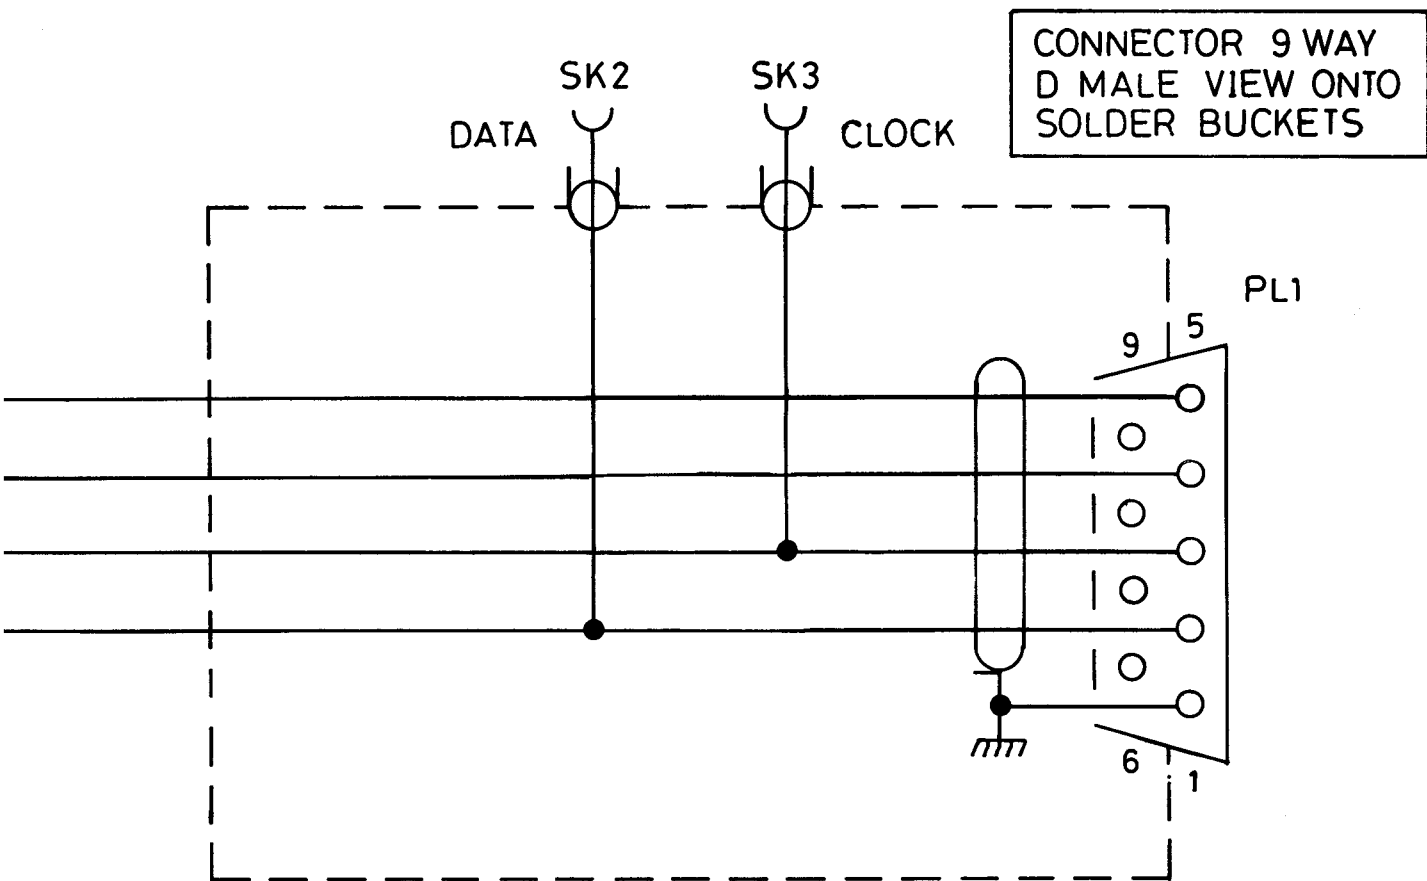 CONNECTOR 9 WAY
D MALE VIEW ONTO
SOLDER BUCKETS
SK2
SK3
DATA
CLOCK
PL1
9
5
6
1